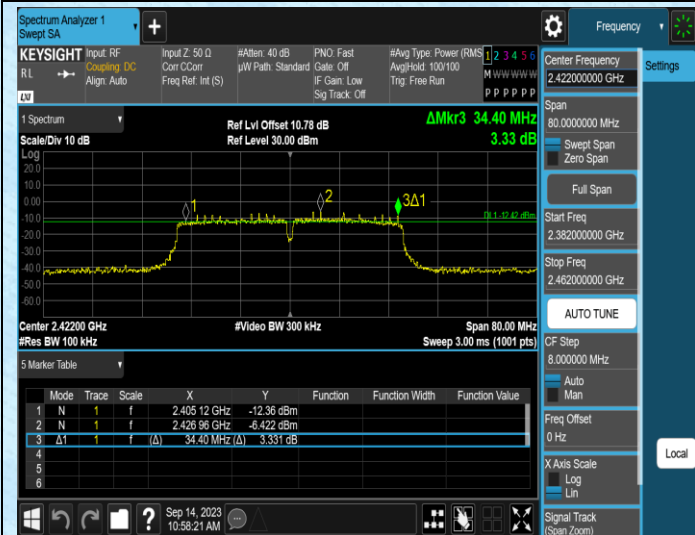 Spectrum Analyzer 1
Swept SA
+
Frequency
KEYSIGHT
RL
LXI
Input: RF
Coupling: DC
Align: Auto
Input Z: 50 Ω
Corr CCorr
Freq Ref: Int (S)
#Atten: 40 dB
µW Path: Standard
PNO: Fast
Gate: Off
IF Gain: Low
Sig Track: Off
#Avg Type: Power (RMS
Avg|Hold: 100/100
Trig: Free Run
1 2 3 4 5 6
M W W W W W
P P P P P P
1 Spectrum
Scale/Div 10 dB
Log
Ref Lvl Offset 10.78 dB
Ref Level 30.00 dBm
ΔMkr3 34.40 MHz
3.33 dB
20.0
10.0
0.00
-10.0
-20.0
-30.0
-40.0
-50.0
-60.0
1
2
3Δ1
DL1 -12.42 dBm
Center 2.42200 GHz
#Res BW 100 kHz
#Video BW 300 kHz
Span 80.00 MHz
Sweep 3.00 ms (1001 pts)
5 Marker Table
Mode Trace Scale X Y Function Function Width Function Value
1 N 1 f 2.405 12 GHz -12.36 dBm
2 N 1 f 2.426 96 GHz -6.422 dBm
3 Δ1 1 f (Δ) 34.40 MHz (Δ) 3.331 dB
4
5
6
?
Sep 14, 2023
10:58:21 AM
Center Frequency
2.422000000 GHz
Span
80.0000000 MHz
Swept Span
Zero Span
Full Span
Start Freq
2.382000000 GHz
Stop Freq
2.462000000 GHz
AUTO TUNE
CF Step
8.000000 MHz
Auto
Man
Freq Offset
0 Hz
X Axis Scale
Log
Lin
Signal Track
(Span Zoom)
Settings
Local